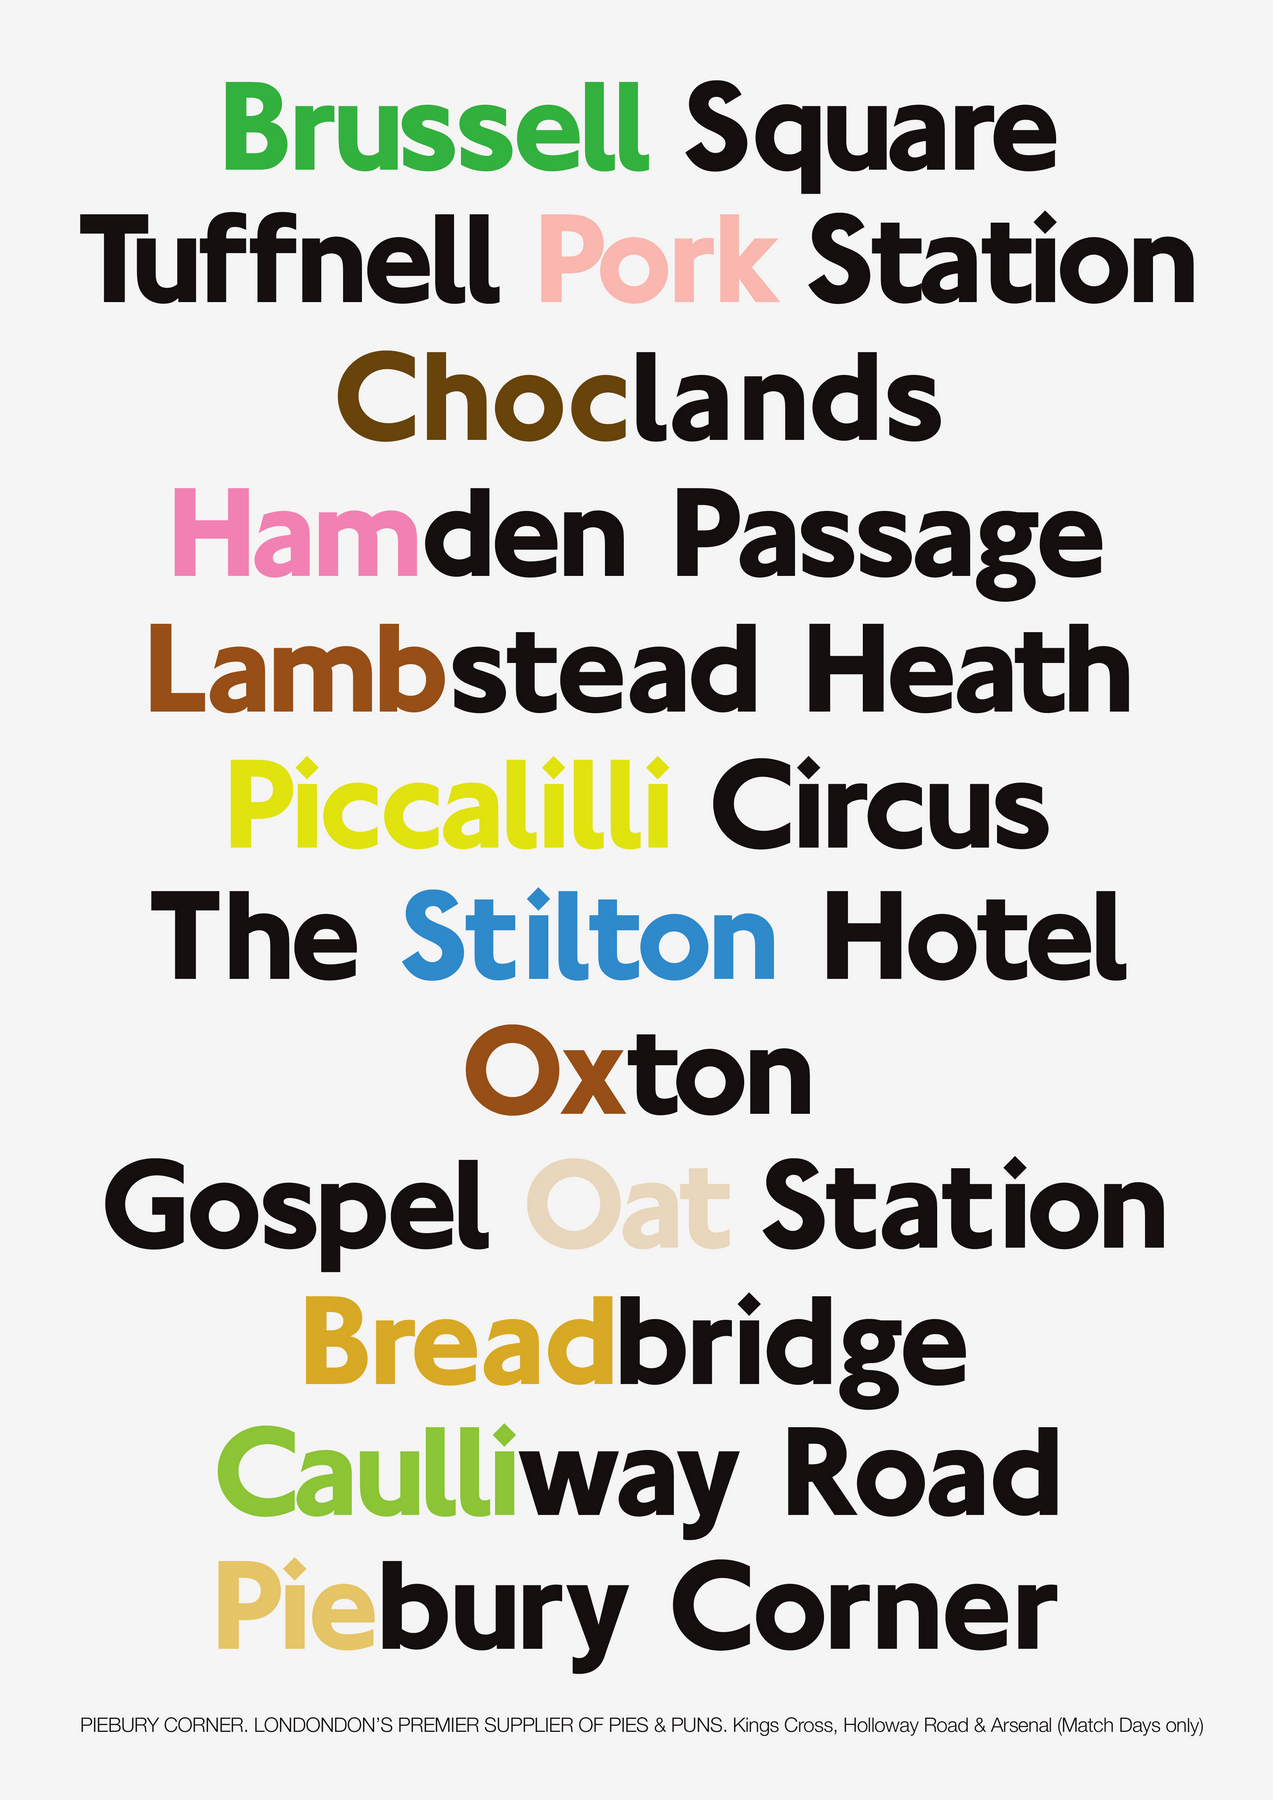 Brussell Square
Tuffnell Pork Station
Choclands
Hamden Passage
Lambstead Heath
Piccalilli Circus
The Stilton Hotel
Oxton
Gospel Oat Station
Breadbridge
Caulliway Road
Piebury Corner
PIEBURY CORNER. LONDONDON'S PREMIER SUPPLIER OF PIES & PUNS. Kings Cross, Holloway Road & Arsenal (Match Days only)